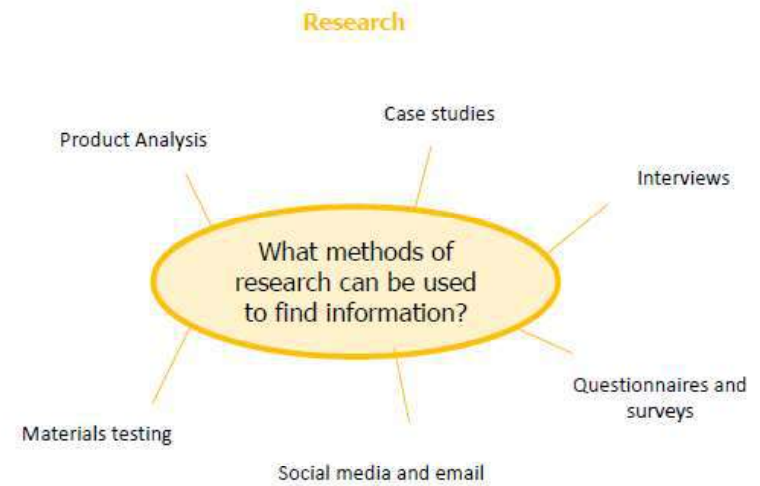 Research
Case studies
Product Analysis
Interviews
What methods of
research can be used
to find information?
Questionnaires and
surveys
Materials testing
Social media and email